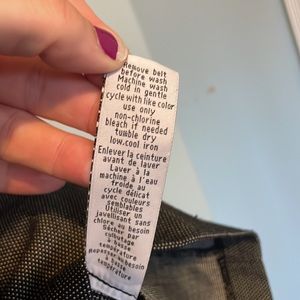 Remove belt
before wash
Machine wash
cold in gentle
cycle with like color
use only
non-chlorine
bleach if needed
tumble dry
low,cool iron
Enlever la ceinture
avant de laver
Laver à la
machine à l'eau
froide au
cycle délicat
avec couleurs
semblables
Utiliser un
javellisant sans
chlore au besoin
Sécher par
culbutage
à basse
température
Repasser au besoin
à basse
température